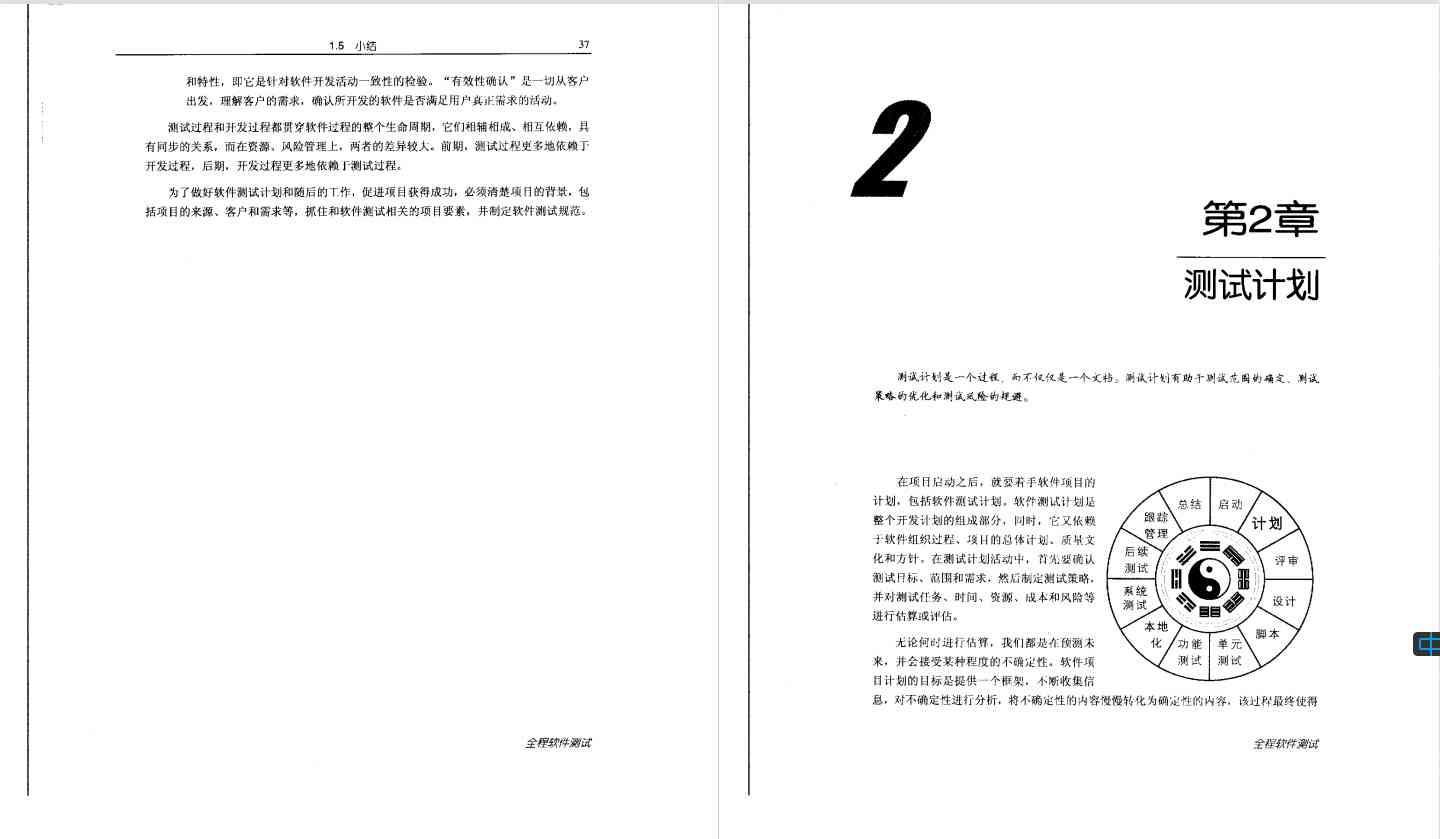 1.5 小结
37
和特性，即它是针对软件开发活动一致性的检验。“有效性确认”是一切从客户
出发，理解客户的需求，确认所开发的软件是否满足用户真正需求的活动。
测试过程和开发过程都贯穿软件过程的整个生命周期，它们相辅相成、相互依赖，具
有同步的关系，而在资源、风险管理上，两者的差异较大。前期，测试过程更多地依赖于
开发过程，后期，开发过程更多地依赖于测试过程。
为了做好软件测试计划和随后的工作，促进项目获得成功，必须清楚项目的背景，包
括项目的来源、客户和需求等，抓住和软件测试相关的项目要素，并制定软件测试规范。
全程软件测试
2
第2章
测试计划
测试计划是一个过程，而不仅仅是一个文档。测试计划有助于测试范围的确定、测试
策略的优化和测试风险的规避。
在项目启动之后，就要着手软件项目的
计划，包括软件测试计划。软件测试计划是
整个开发计划的组成部分，同时，它又依赖
于软件组织过程、项目的总体计划、质量文
化和方针。在测试计划活动中，首先要确认
测试目标、范围和需求，然后制定测试策略，
并对测试任务、时间、资源、成本和风险等
进行估算或评估。
无论何时进行估算，我们都是在预测未
来，并会接受某种程度的不确定性。软件项
目计划的目标是提供一个框架，不断收集信
息，对不确定性进行分析，将不确定性的内容慢慢转化为确定性的内容，该过程最终使得
启动
计划
评审
设计
脚本
单元
测试
功能
测试
本地
化
系统
测试
后续
测试
跟踪
管理
总结
全程软件测试
中